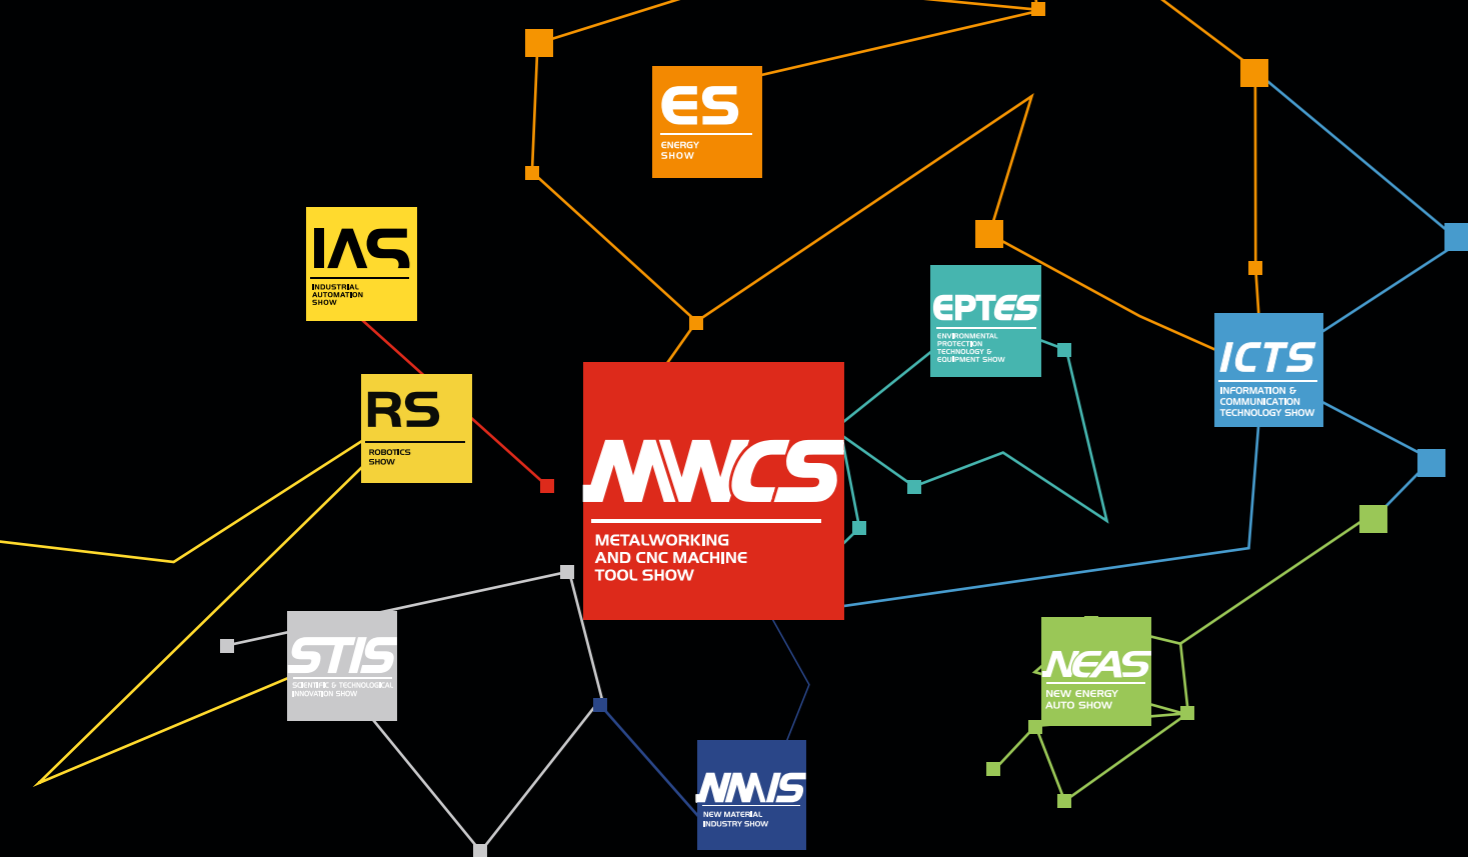 ES
ENERGY
SHOW
IAS
INDUSTRIAL
AUTOMATION
SHOW
EPTES
ENVIRONMENTAL
PROTECTION
TECHNOLOGY &
EQUIPMENT SHOW
ICTS
INFORMATION &
COMMUNICATION
TECHNOLOGY SHOW
RS
ROBOTICS
SHOW
MWCS
METALWORKING
AND CNC MACHINE
TOOL SHOW
STIS
SCIENTIFIC & TECHNOLOGICAL
INNOVATION SHOW
NEAS
NEW ENERGY
AUTO SHOW
NMIS
NEW MATERIAL
INDUSTRY SHOW